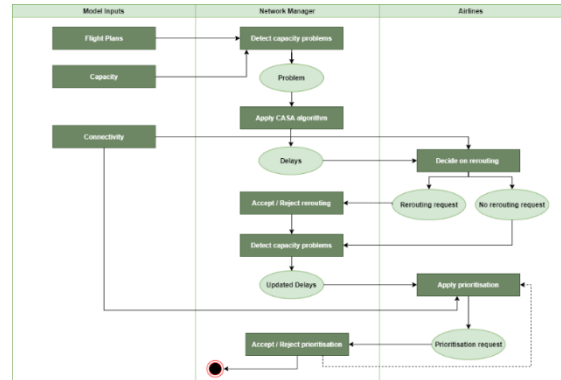 Model Inputs
Network Manager
Airlines
Flight Plans
Detect capacity problems
Capacity
Problem
Apply CASA algorithm
Connectivity
Delays
Decide on rerouting
Accept / Reject rerouting
Rerouting request
No rerouting request
Detect capacity problems
Updated Delays
Apply prioritisation
Accept / Reject prioritisation
Prioritisation request